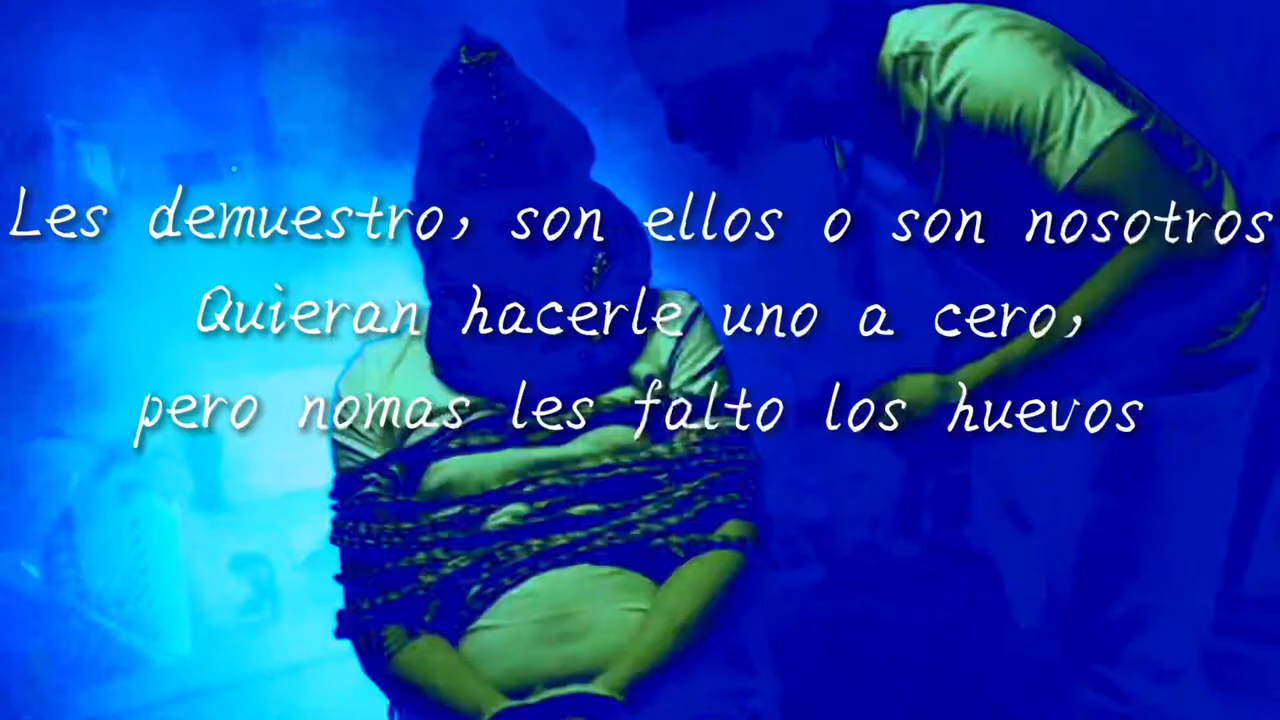 Les demuestro, son ellos o son nosotros
Quieran hacerle uno a cero,
pero nomas les falto los huevos